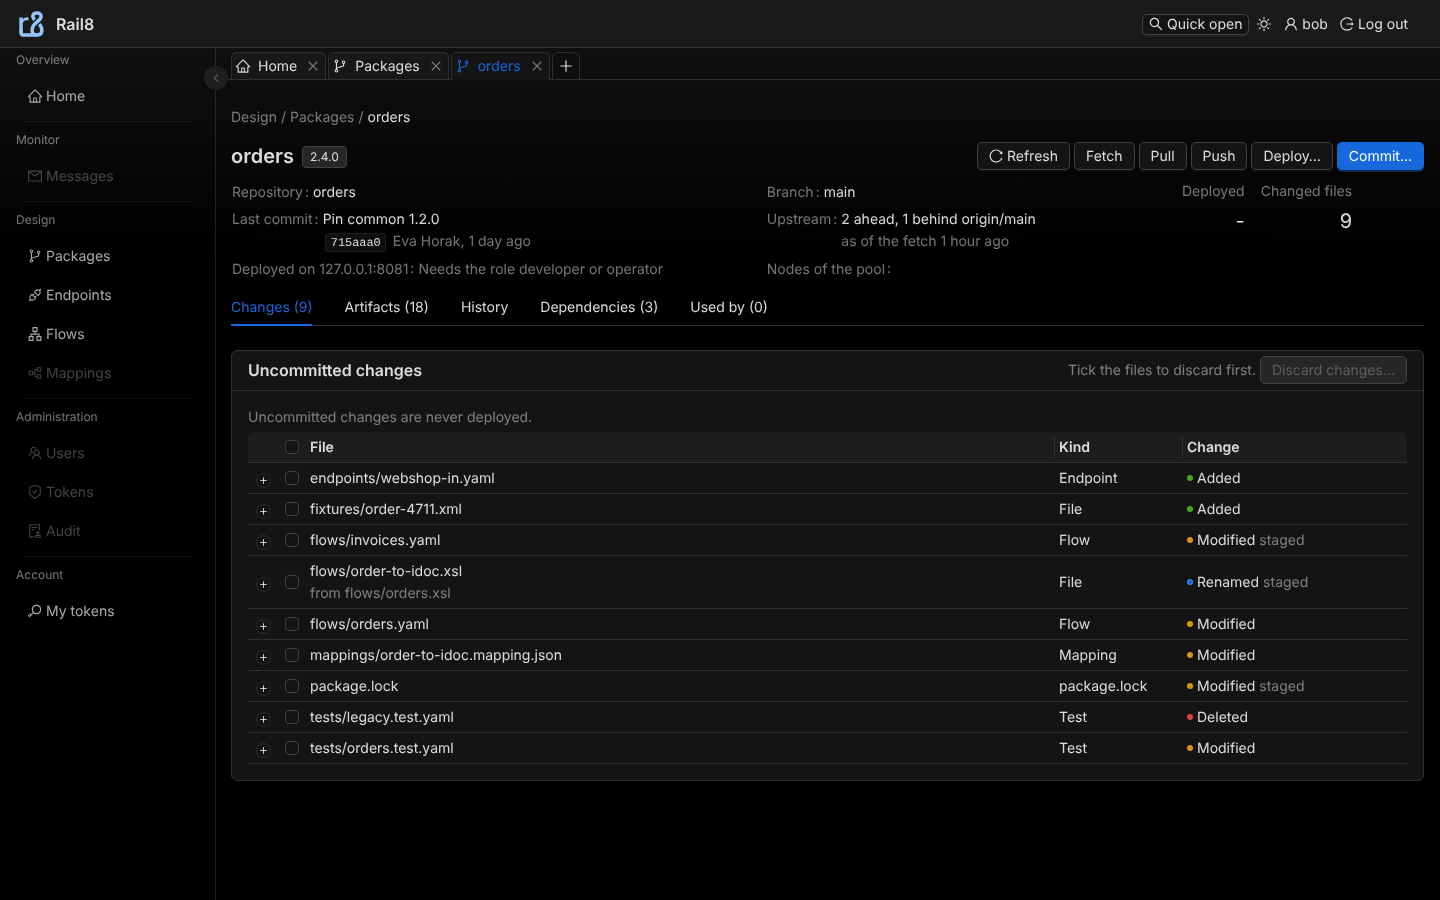 Rail8
Quick open
bob
Log out
Overview
Home
Monitor
Messages
Design
Packages
Endpoints
Flows
Mappings
Administration
Users
Tokens
Audit
Account
My tokens
Home
Packages
orders
Design / Packages / orders
orders 2.4.0
Refresh
Fetch
Pull
Push
Deploy...
Commit...
Repository: orders
Branch: main
Deployed
-
Changed files
9
Last commit: Pin common 1.2.0
715aaa0 Eva Horak, 1 day ago
Upstream: 2 ahead, 1 behind origin/main
as of the fetch 1 hour ago
Deployed on 127.0.0.1:8081: Needs the role developer or operator
Nodes of the pool:
Changes (9)
Artifacts (18)
History
Dependencies (3)
Used by (0)
Uncommitted changes
Tick the files to discard first.
Discard changes...
Uncommitted changes are never deployed.
File Kind Change
endpoints/webshop-in.yaml Endpoint Added
fixtures/order-4711.xml File Added
flows/invoices.yaml Flow Modified staged
flows/order-to-idoc.xsl File Renamed staged
from flows/orders.xsl
flows/orders.yaml Flow Modified
mappings/order-to-idoc.mapping.json Mapping Modified
package.lock package.lock Modified staged
tests/legacy.test.yaml Test Deleted
tests/orders.test.yaml Test Modified